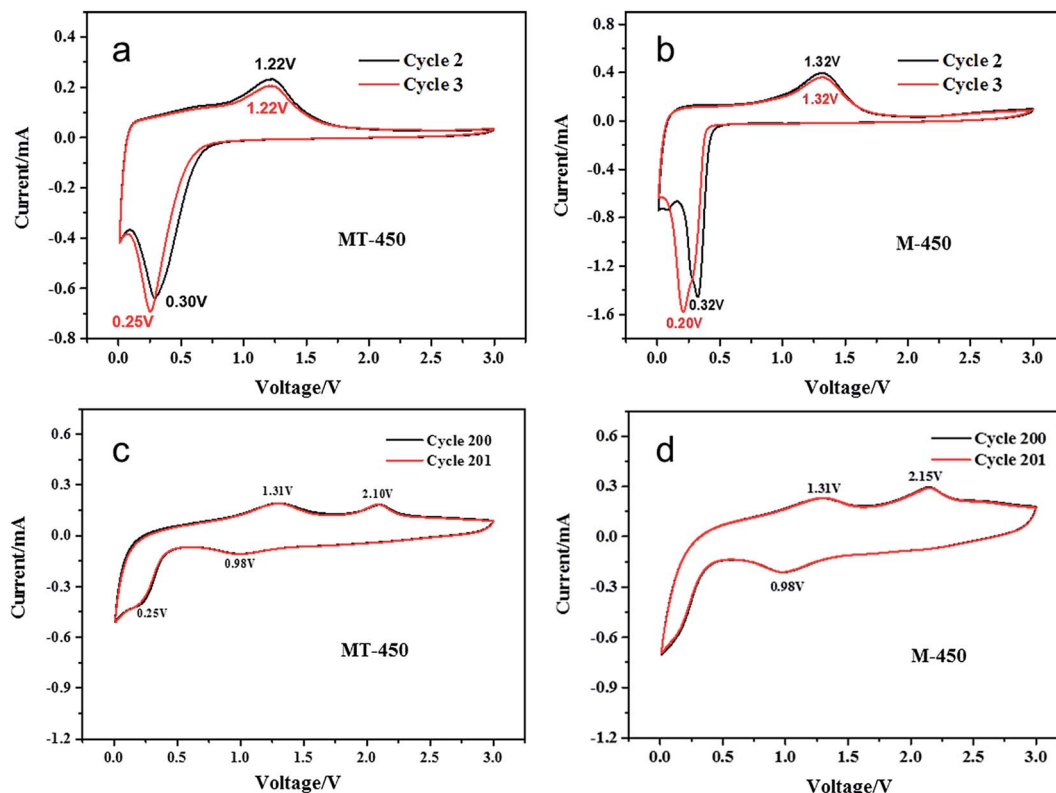 a
Cycle 2
Cycle 3
1.22V
1.22V
0.30V
0.25V
MT-450
0.4
0.2
0.0
-0.2
-0.4
-0.6
-0.8
Current/mA
0.0 0.5 1.0 1.5 2.0 2.5 3.0
Voltage/V
b
Cycle 2
Cycle 3
1.32V
1.32V
0.32V
0.20V
M-450
0.8
0.4
0.0
-0.4
-0.8
-1.2
-1.6
Current/mA
0.0 0.5 1.0 1.5 2.0 2.5 3.0
Voltage/V
c
Cycle 200
Cycle 201
1.31V
2.10V
0.98V
0.25V
MT-450
0.6
0.3
0.0
-0.3
-0.6
-0.9
-1.2
Current/mA
0.0 0.5 1.0 1.5 2.0 2.5 3.0
Voltage/V
d
Cycle 200
Cycle 201
1.31V
2.15V
0.98V
M-450
0.6
0.3
0.0
-0.3
-0.6
-0.9
-1.2
Current/mA
0.0 0.5 1.0 1.5 2.0 2.5 3.0
Voltage/V